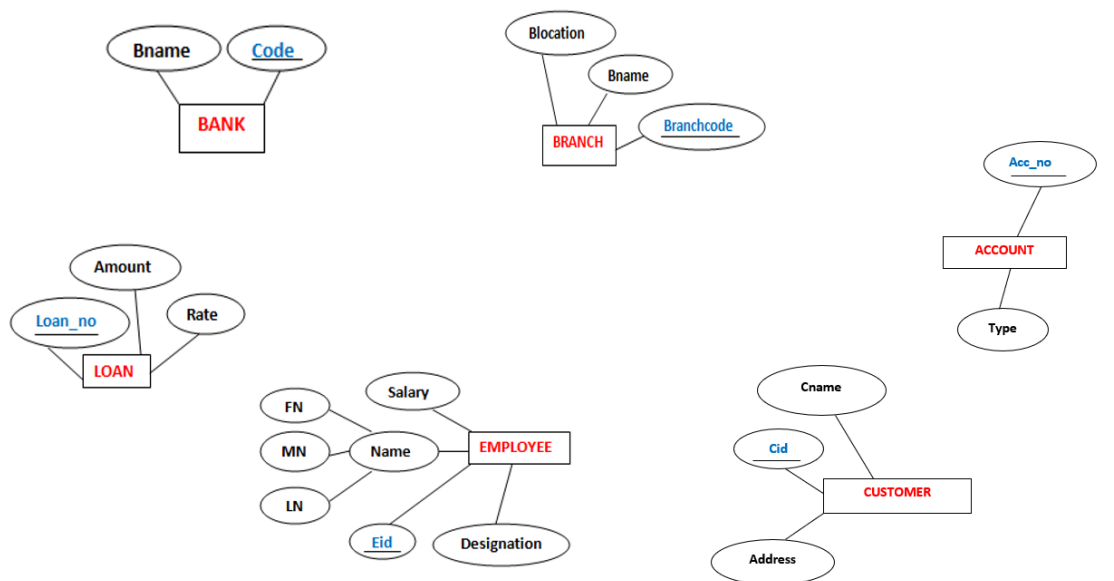 Bname
Code
BANK
Blocation
Bname
Branchcode
BRANCH
Acc_no
ACCOUNT
Type
Amount
Loan_no
Rate
LOAN
Salary
FN
MN
LN
Name
EMPLOYEE
Eid
Designation
Cname
Cid
CUSTOMER
Address